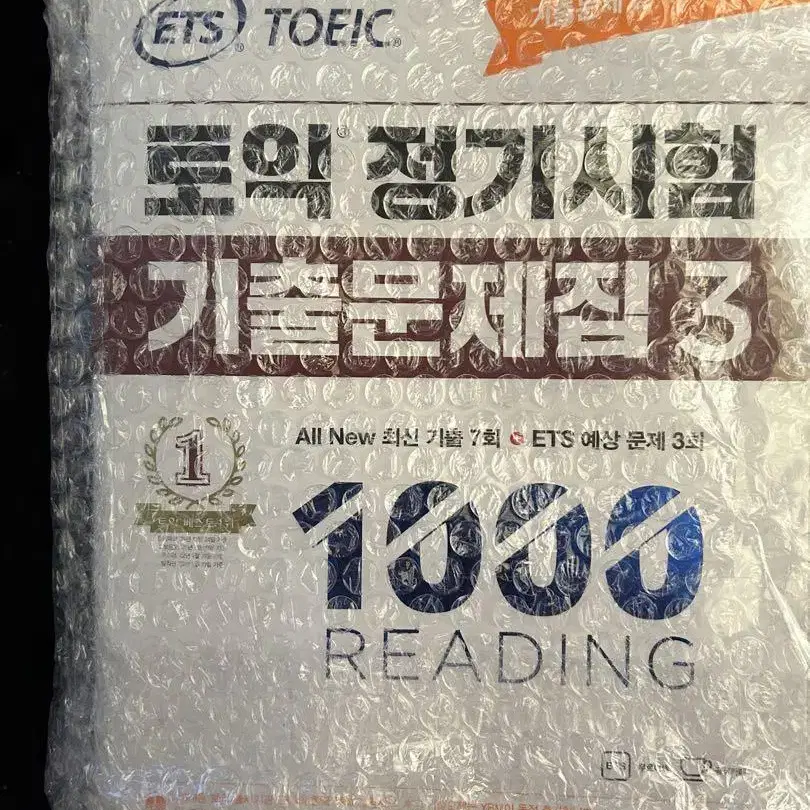 ETS TOEIC®
토익® 정기시험
기출문제집 3
1
All New 최신 기출 7회 + ETS 예상 문제 3회
1000
READING
ETS